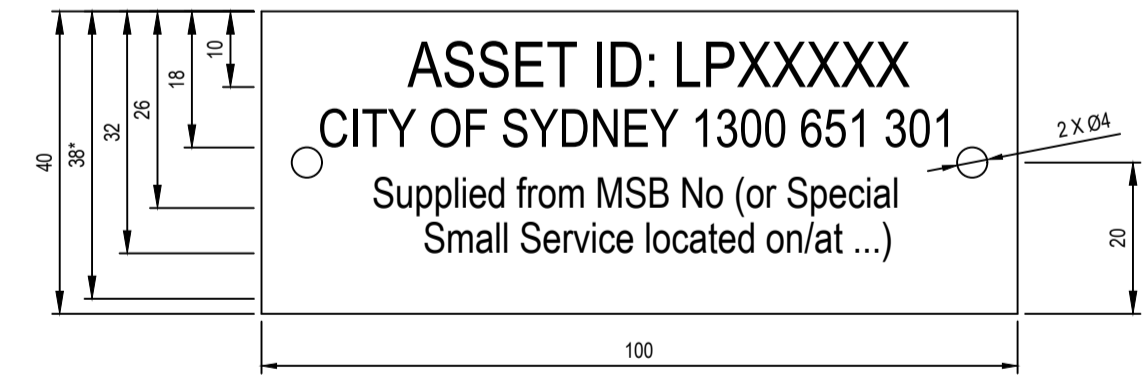 ASSET ID: LPXXXXX
CITY OF SYDNEY 1300 651 301
Supplied from MSB No (or Special
Small Service located on/at ...)
10
18
26
32
38*
40
2 X Ø4
20
100